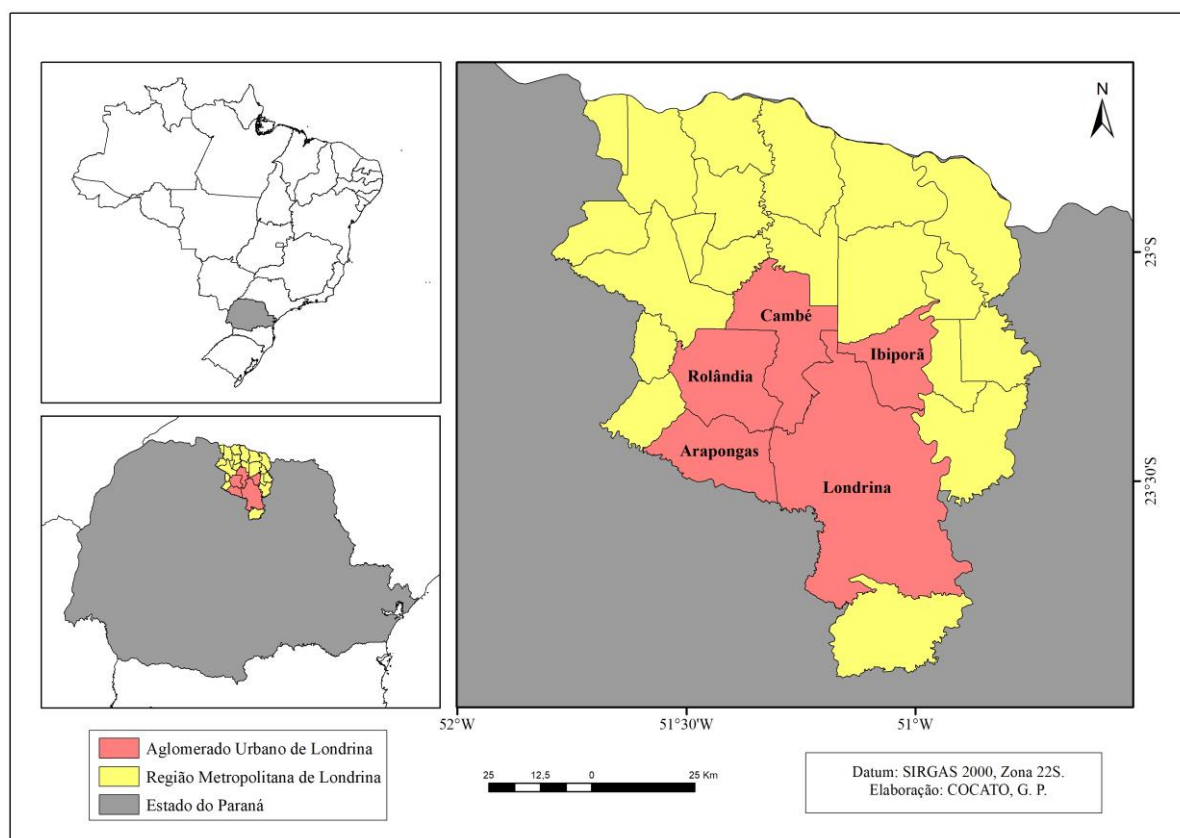 N
23°S
Cambé
Ibiporã
Rolândia
Arapongas
23°30'S
Londrina
52°W
51°30'W
51°W
Aglomerado Urbano de Londrina
Região Metropolitana de Londrina
Estado do Paraná
25 12,5 0 25 Km
Datum: SIRGAS 2000, Zona 22S.
Elaboração: COCATO, G. P.